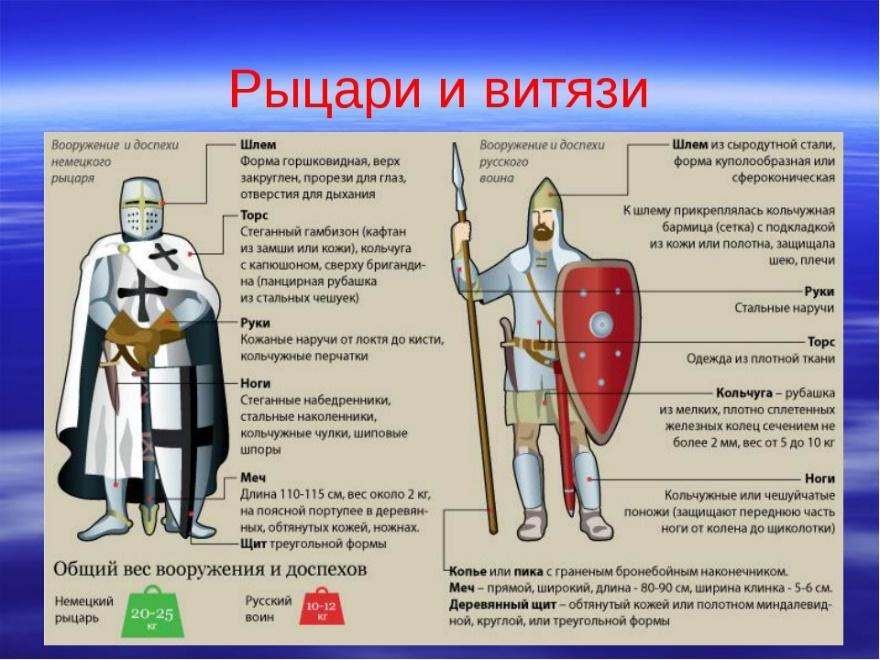 Рыцари и витязи
Вооружение и доспехи
немецкого
рыцаря
Шлем
Форма горшковидная, верх
закруглен, прорези для глаз,
отверстия для дыхания
Торс
Стеганный гамбизон (кафтан
из замши или кожи), кольчуга
с капюшоном, сверху бриганди-
на (панцирная рубашка
из стальных чешуек)
Руки
Кожаные наручи от локтя до кисти,
кольчужные перчатки
Ноги
Стеганные набедренники,
стальные наколенники,
кольчужные чулки, шиповые
шпоры
Меч
Длина 110-115 см, вес около 2 кг,
на поясной портупее в деревян-
ных, обтянутых кожей, ножнах.
Щит треугольной формы
Вооружение и доспехи
русского
воина
Шлем из сыродутной стали,
форма куполообразная или
сфероконическая
К шлему прикреплялась кольчужная
бармица (сетка) с подкладкой
из кожи или полотна, защищала
шею, плечи
Руки
Стальные наручи
Торс
Одежда из плотной ткани
Кольчуга – рубашка
из мелких, плотно сплетенных
железных колец сечением не
более 2 мм, вес от 5 до 10 кг
Ноги
Кольчужные или чешуйчатые
поножи (защищают переднюю часть
ноги от колена до щиколотки)
Копье или пика с граненым бронебойным наконечником.
Меч – прямой, широкий, длина - 80-90 см, ширина клинка - 5-6 см.
Деревянный щит – обтянутый кожей или полотном миндалевид-
ной, круглой, или треугольной формы
Общий вес вооружения и доспехов
Немецкий
рыцарь
20-25
кг
Русский
воин
10-12
кг